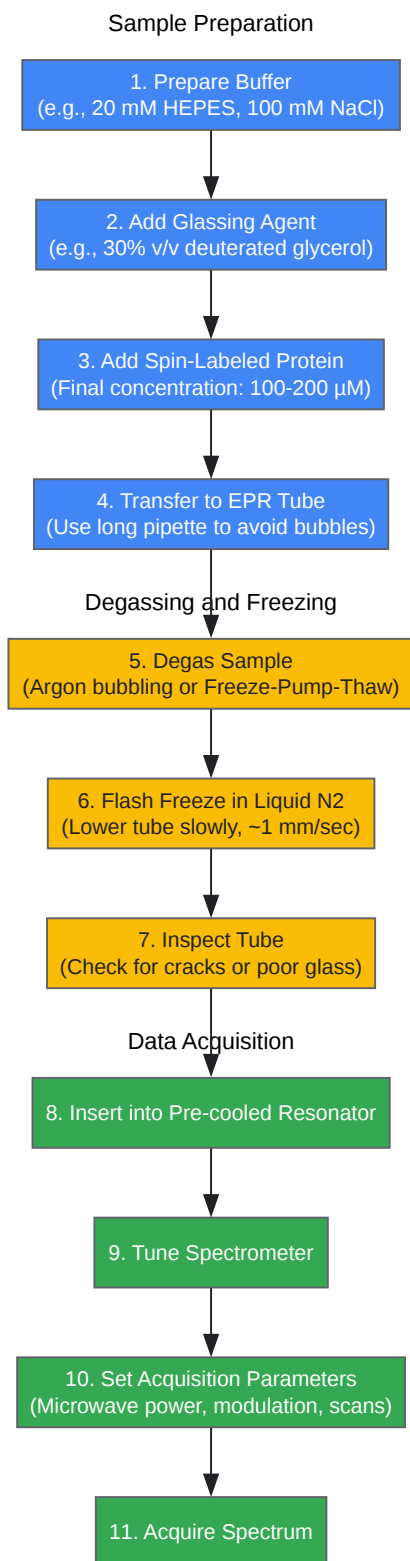 Sample Preparation
1. Prepare Buffer
(e.g., 20 mM HEPES, 100 mM NaCl)
2. Add Glassing Agent
(e.g., 30% v/v deuterated glycerol)
3. Add Spin-Labeled Protein
(Final concentration: 100-200 µM)
4. Transfer to EPR Tube
(Use long pipette to avoid bubbles)
Degassing and Freezing
5. Degas Sample
(Argon bubbling or Freeze-Pump-Thaw)
6. Flash Freeze in Liquid N2
(Lower tube slowly, ~1 mm/sec)
7. Inspect Tube
(Check for cracks or poor glass)
Data Acquisition
8. Insert into Pre-cooled Resonator
9. Tune Spectrometer
10. Set Acquisition Parameters
(Microwave power, modulation, scans)
11. Acquire Spectrum